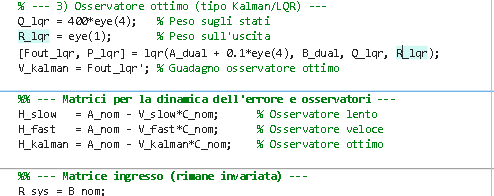 % --- 3) Osservatore ottimo (tipo Kalman/LQR) ---
Q_lqr = 400*eye(4); % Peso sugli stati
R_lqr = eye(1); % Peso sull'uscita
[Fout_lqr, P_lqr] = lqr(A_dual + 0.1*eye(4), B_dual, Q_lqr, R_lqr);
V_kalman = Fout_lqr'; % Guadagno osservatore ottimo
%% --- Matrici per la dinamica dell'errore e osservatori ---
H_slow = A_nom - V_slow*C_nom; % Osservatore lento
H_fast = A_nom - V_fast*C_nom; % Osservatore veloce
H_kalman = A_nom - V_kalman*C_nom; % Osservatore ottimo
%% --- Matrice ingresso (rimane invariata) ---
R_sys = B_nom;